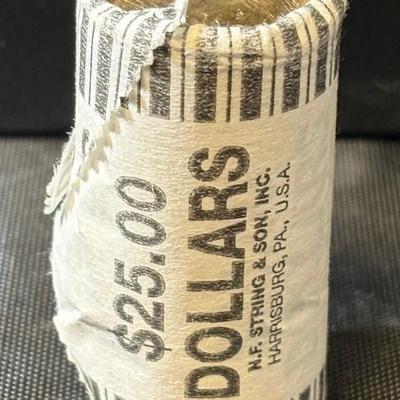 $25.00
DOLLARS
N.F. STRING & SON, INC.
HARRISBURG, PA., U.S.A.